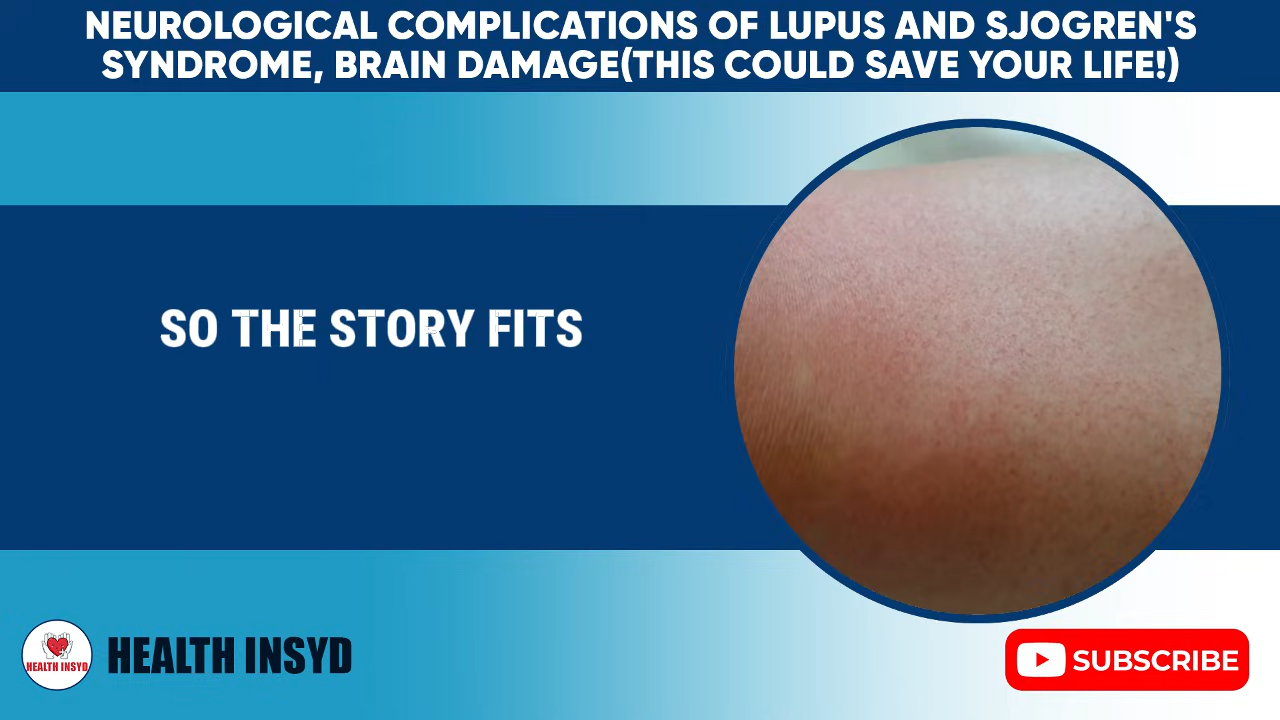 NEUROLOGICAL COMPLICATIONS OF LUPUS AND SJOGREN'S
SYNDROME, BRAIN DAMAGE(THIS COULD SAVE YOUR LIFE!)
SO THE STORY FITS
HEALTH INSYD
HEALTH INSYD
SUBSCRIBE